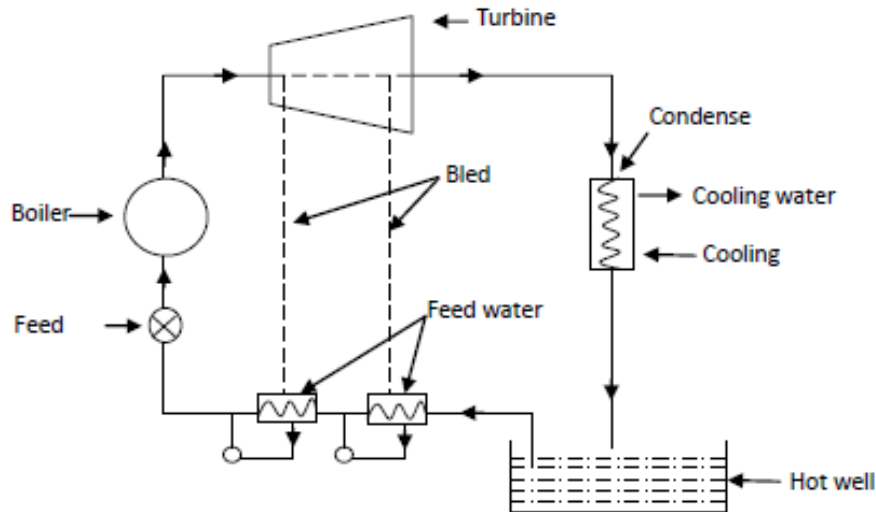 Turbine
Condense
Bled
Cooling water
Boiler
Cooling
Feed water
Feed
Hot well